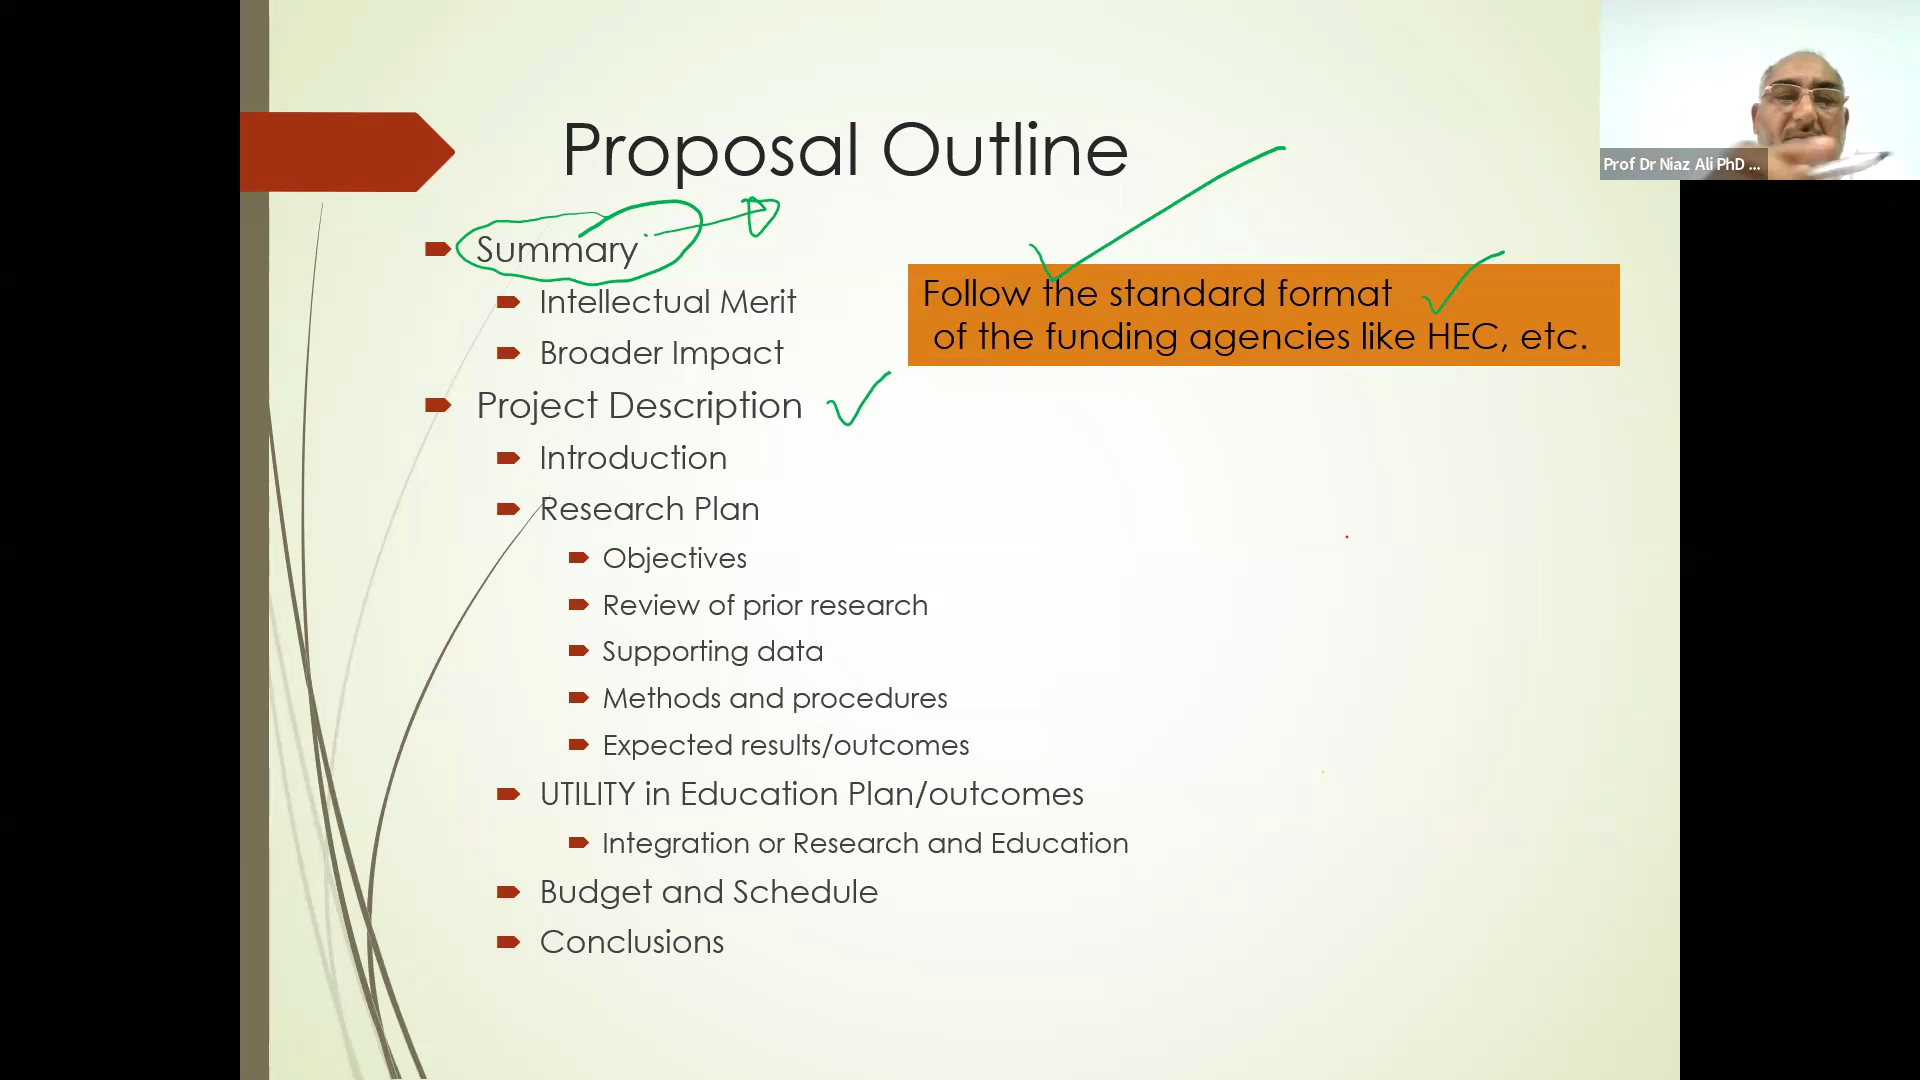 Proposal Outline
Summary
Intellectual Merit
Broader Impact
Project Description
Introduction
Research Plan
Objectives
Review of prior research
Supporting data
Methods and procedures
Expected results/outcomes
UTILITY in Education Plan/outcomes
Integration or Research and Education
Budget and Schedule
Conclusions
Follow the standard format
of the funding agencies like HEC, etc.
Prof Dr Niaz Ali PhD ...